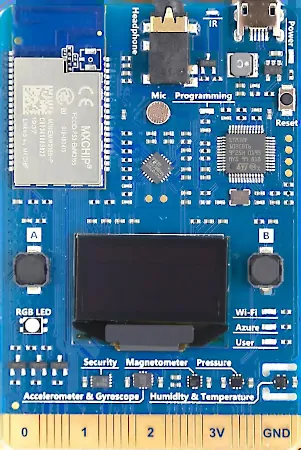 Headphone
IR
Power
Mic
Programming
Reset
MXCHIP
A
B
RGB LED
Wi-Fi
Azure
User
Security
Magnetometer
Pressure
Accelerometer & Gyroscope
Humidity & Temperature
0
1
2
3V
GND